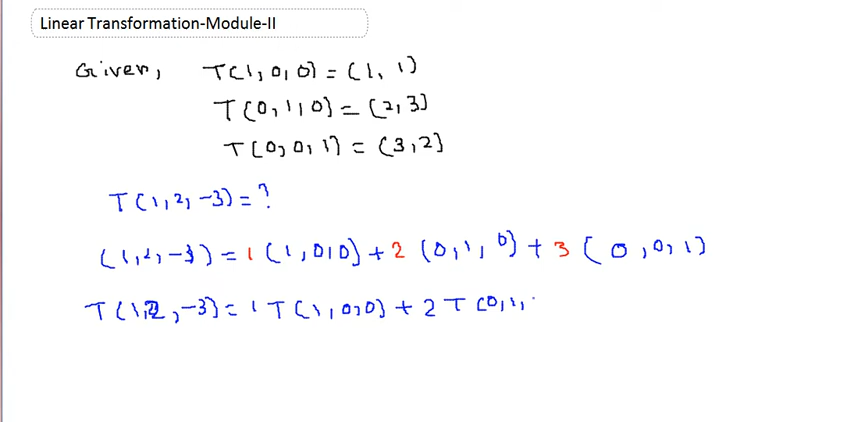 Linear Transformation-Module-II
Given, T(1,0,0) = (1, 1)
T(0,1,0) = (2,3)
T(0,0,1) = (3,2)
T(1,2,-3) = ?
(1,2,-3) = 1 (1,0,0) + 2 (0,1,0) + 3 (0,0,1)
T(1,2,-3) = 1 T(1,0,0) + 2 T(0,1,